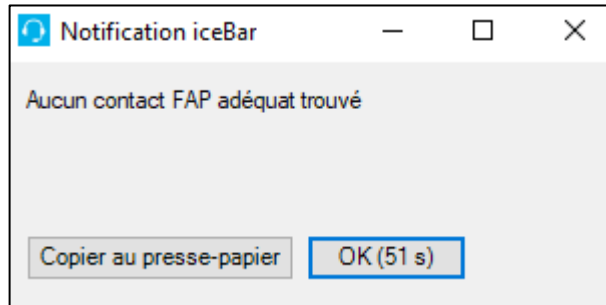 Notification iceBar
Aucun contact FAP adéquat trouvé
Copier au presse-papier
OK (51 s)